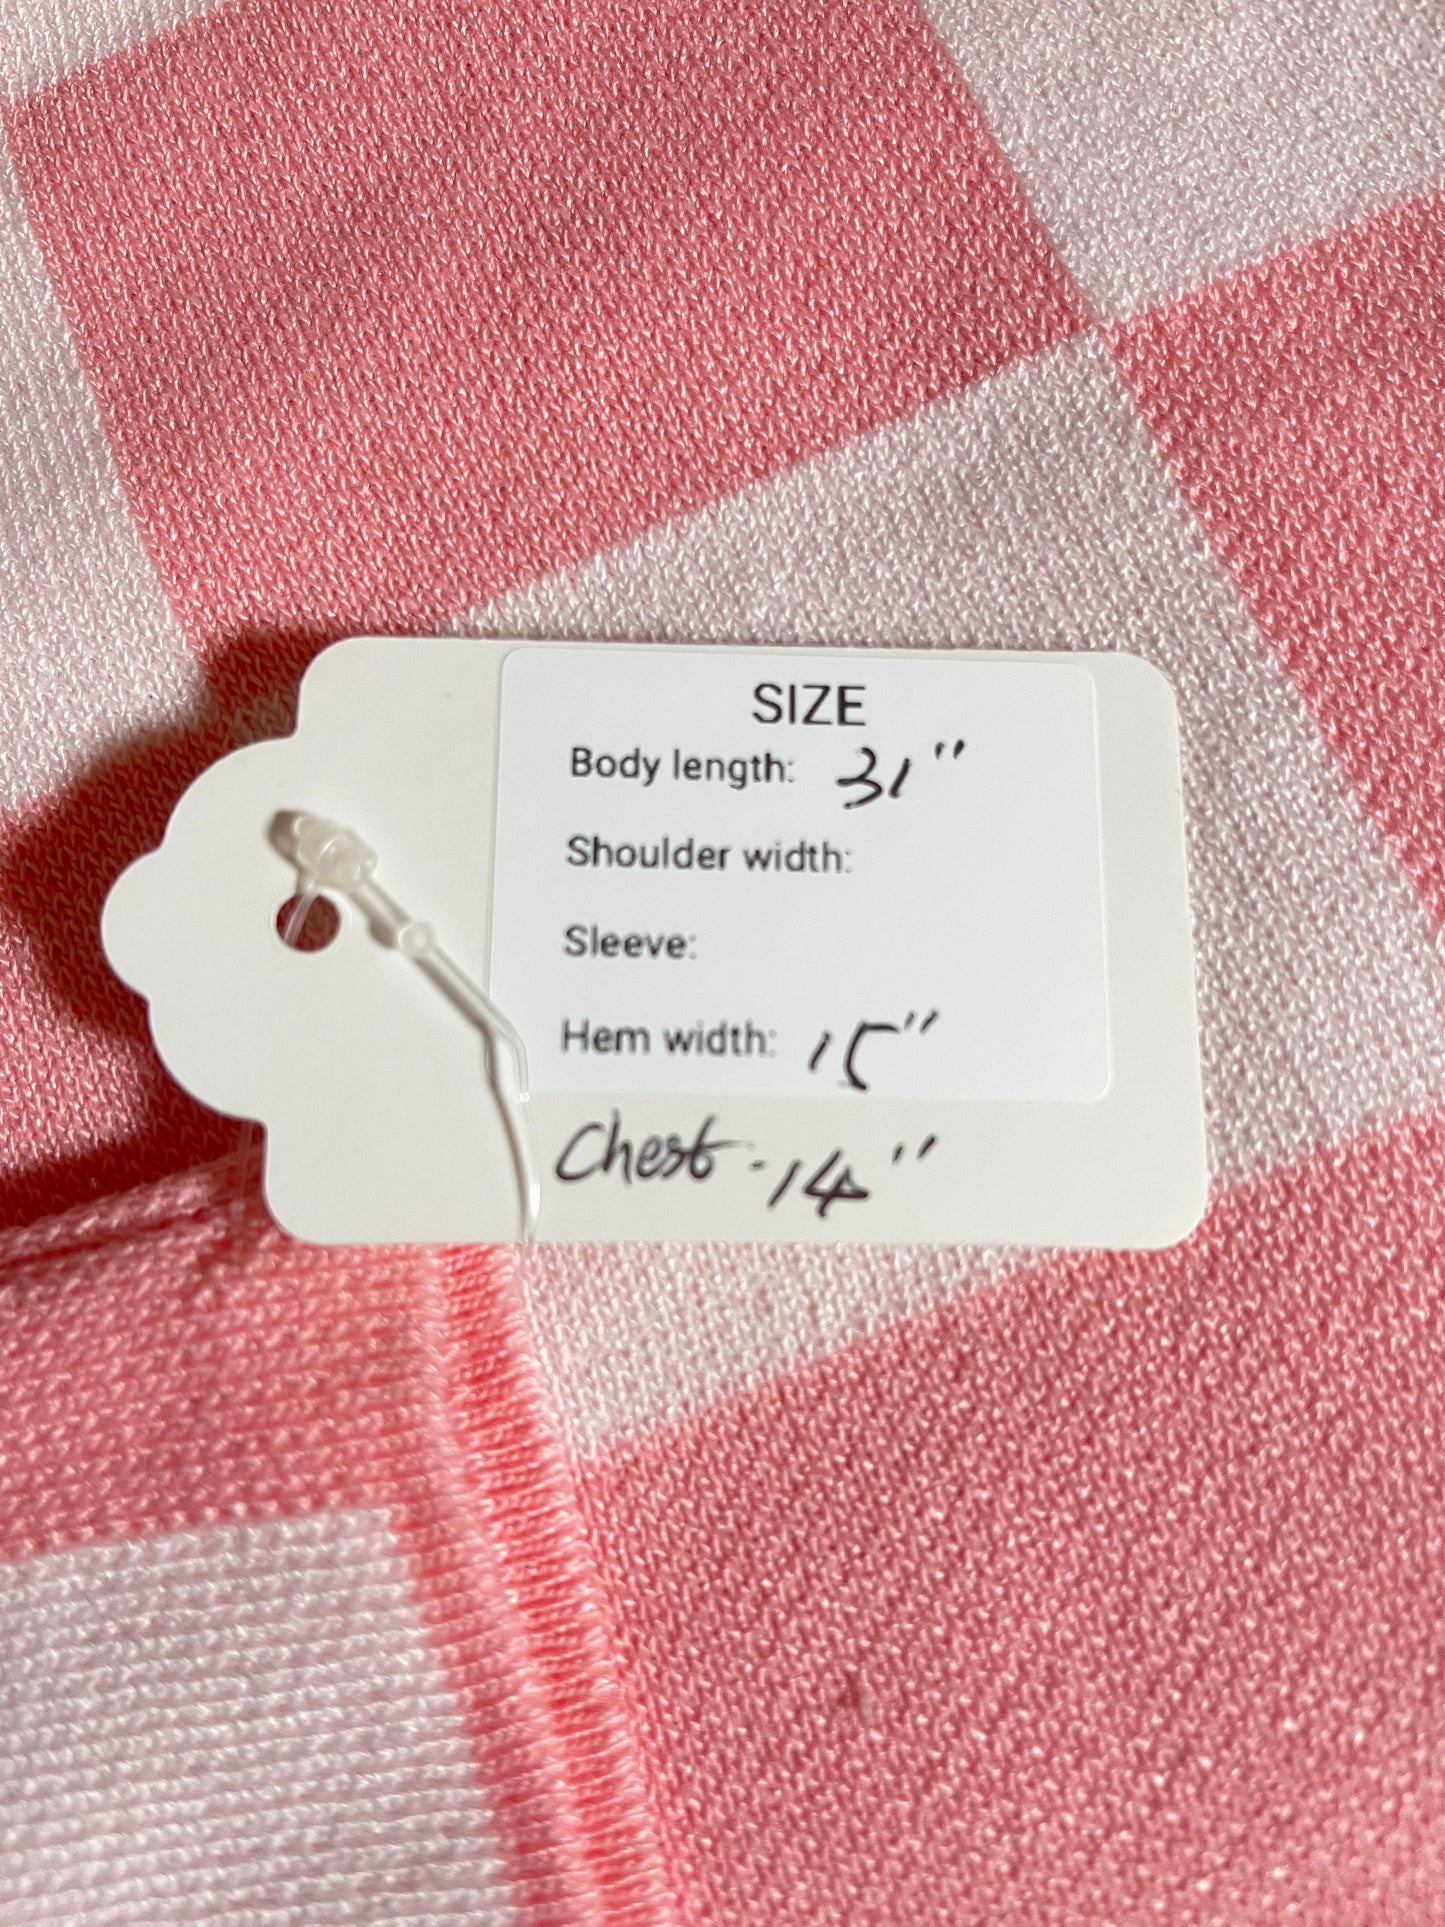 SIZE
Body length: 31"
Shoulder width:
Sleeve:
Hem width: 15"
Chest - 14"